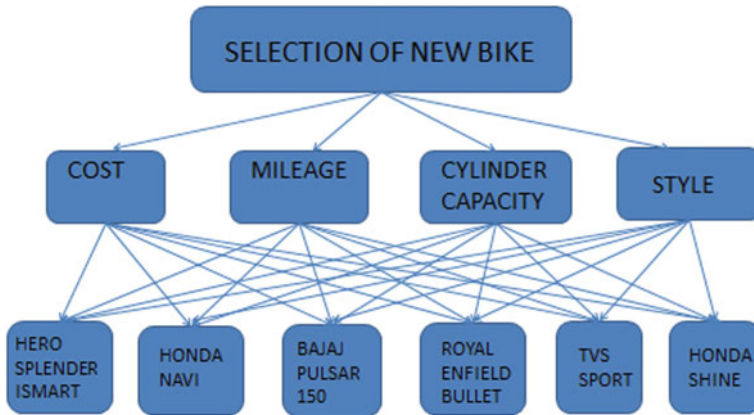 SELECTION OF NEW BIKE
COST
MILEAGE
CYLINDER
CAPACITY
STYLE
HERO
SPLENDER
ISMART
HONDA
NAVI
BAJAJ
PULSAR
150
ROYAL
ENFIELD
BULLET
TVS
SPORT
HONDA
SHINE